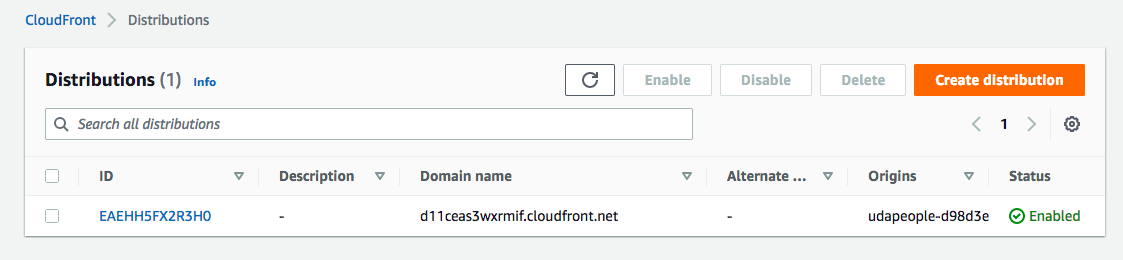 CloudFront > Distributions
Distributions (1) Info Enable Disable Delete Create distribution
Search all distributions 1
ID Description Domain name Alternate ... Origins Status
EAEHH5FX2R3H0 - d11ceas3wxrmif.cloudfront.net - udapeople-d98d3e Enabled